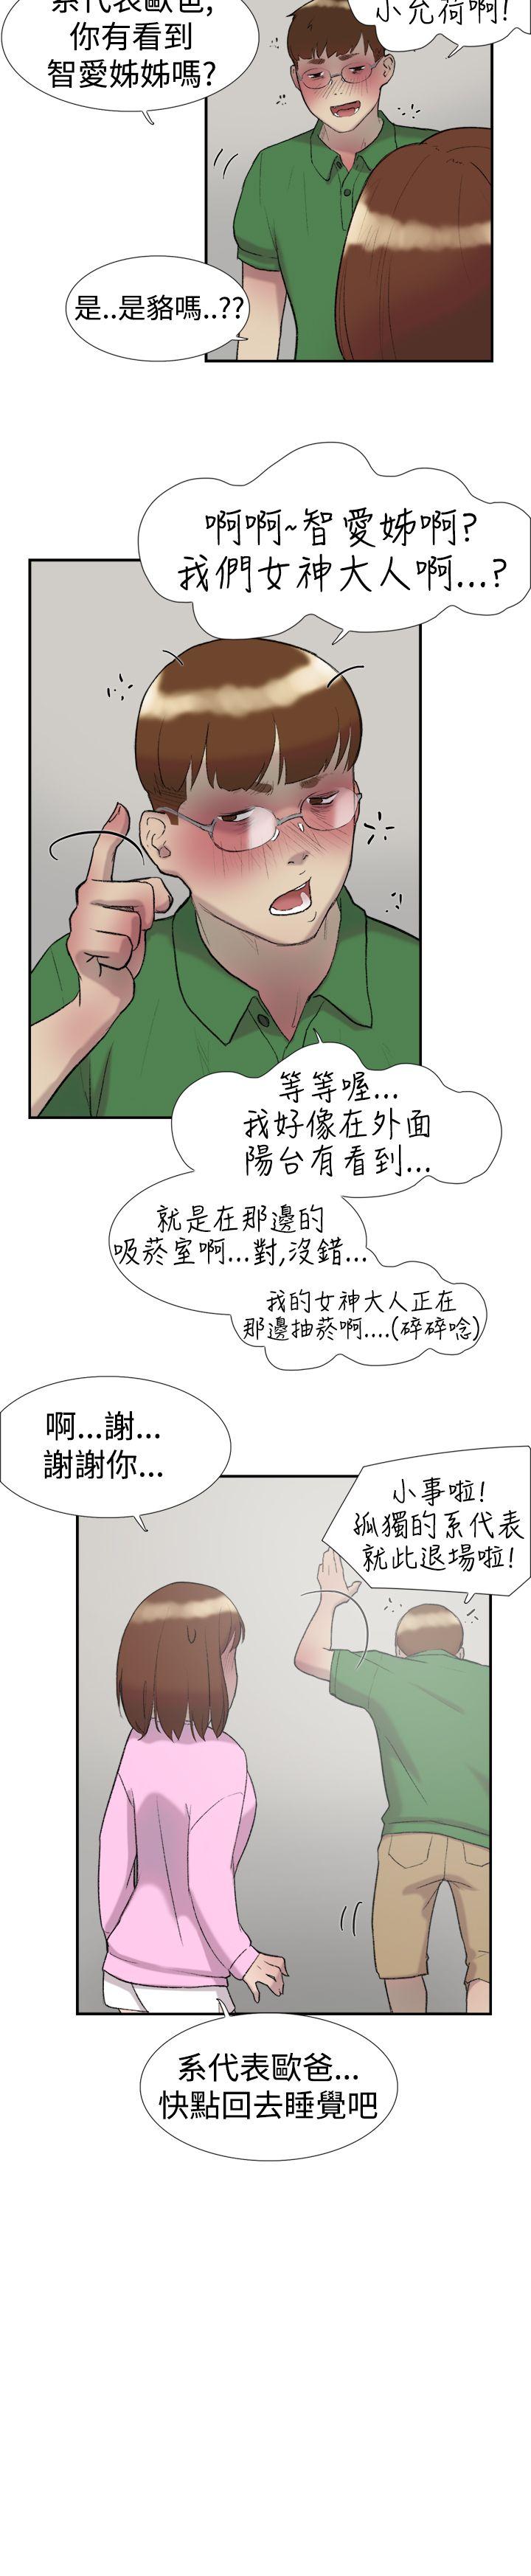 系代表歐爸,
你有看到
智愛姊姊嗎?
小允荷啊!
是..是貉嗎..??
啊啊~智愛姊啊?
我們女神大人啊...?
等等喔...
我好像在外面
陽台有看到...
就是在那邊的
吸菸室啊...對,沒錯...
我的女神大人正在
那邊抽菸啊....(碎碎唸)
啊...謝...
謝謝你...
小事啦!
孤獨的系代表
就此退場啦!
系代表歐爸...
快點回去睡覺吧